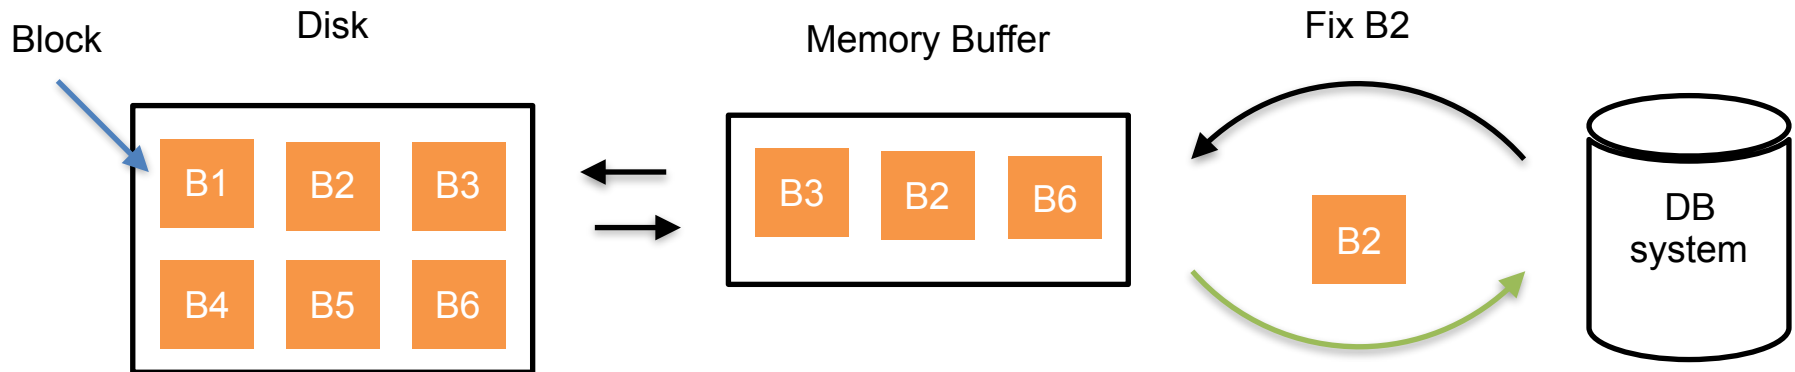 Block
Disk
Memory Buffer
Fix B2
B1
B2
B3
B4
B5
B6
B3
B2
B6
B2
DB
system